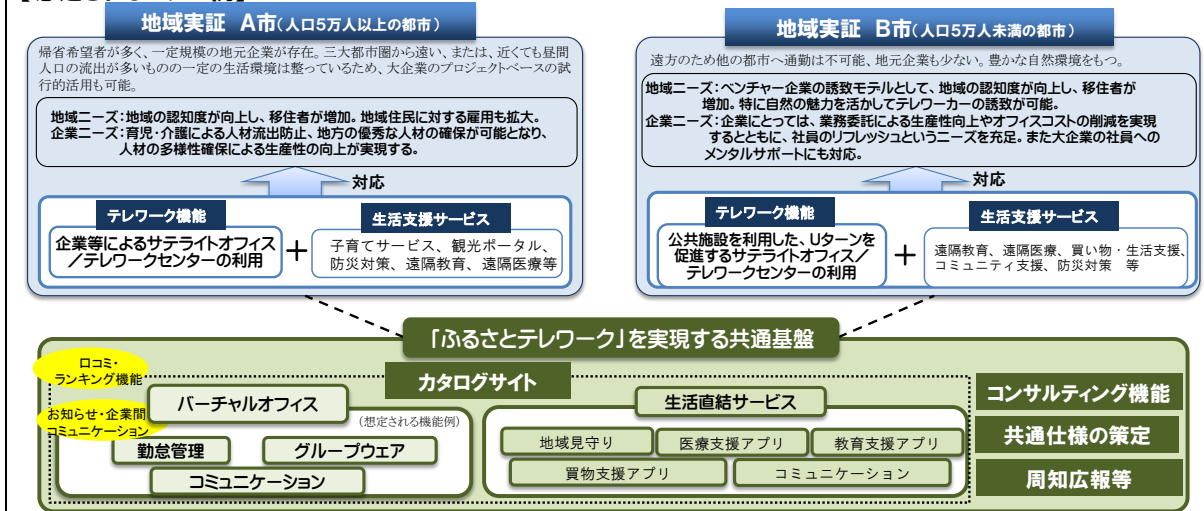 地域実証 A市(人口5万人以上の都市)
帰省希望者が多く、一定規模の地元企業が存在。三大都市圏から遠い、または、近くても昼間
人口の流出が多いものの一定の生活環境は整っているため、大企業のプロジェクトベースの試
行的活用も可能。
地域ニーズ:地域の認知度が向上し、移住者が増加。地域住民に対する雇用も拡大。
企業ニーズ:育児・介護による人材流出防止、地方の優秀な人材の確保が可能となり、
人材の多様性確保による生産性の向上が実現する。
対応
テレワーク機能
企業等によるサテライトオフィス
/テレワークセンターの利用
+
生活支援サービス
子育てサービス、観光ポータル、
防災対策、遠隔教育、遠隔医療等
地域実証 B市(人口5万人未満の都市)
遠方のため他の都市へ通勤は不可能、地元企業も少ない。豊かな自然環境をもつ。
地域ニーズ:ベンチャー企業の誘致モデルとして、地域の認知度が向上し、移住者が
増加。特に自然の魅力を活かしてテレワーカーの誘致が可能。
企業ニーズ:企業にとっては、業務委託による生産性向上やオフィスコストの削減を実現
するとともに、社員のリフレッシュというニーズを充足。また大企業の社員への
メンタルサポートにも対応。
対応
テレワーク機能
公共施設を利用した、Uターンを
促進するサテライトオフィス/
テレワークセンターの利用
+
生活支援サービス
遠隔教育、遠隔医療、買い物・生活支援、
コミュニティ支援、防災対策 等
「ふるさとテレワーク」を実現する共通基盤
口コミ・
ランキング機能
お知らせ・企業間
コミュニケーション
カタログサイト
バーチャルオフィス
(想定される機能例)
勤怠管理
グループウェア
コミュニケーション
生活直結サービス
地域見守り
医療支援アプリ
教育支援アプリ
買物支援アプリ
コミュニケーション
コンサルティング機能
共通仕様の策定
周知広報等